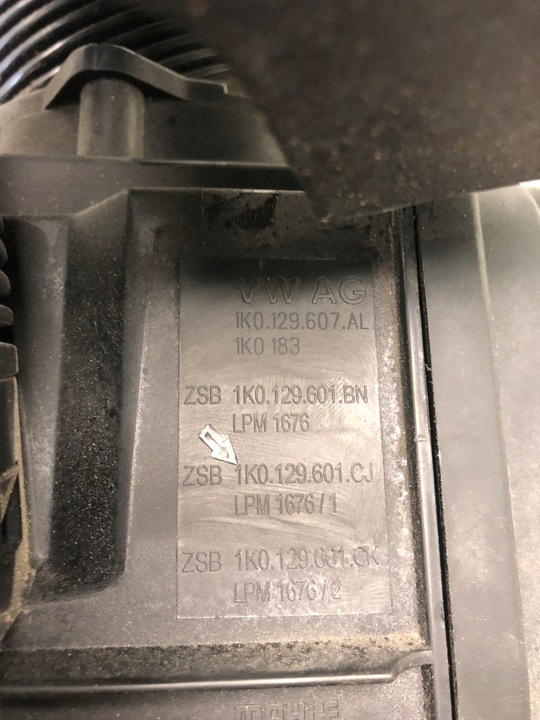 VW AG
1K0.129.607.AL
1K0 183
ZSB 1K0.129.601.BN
LPM 1676
ZSB 1K0.129.601.CJ
LPM 1676/1
ZSB 1K0.129.601.CK
LPM 1676/2